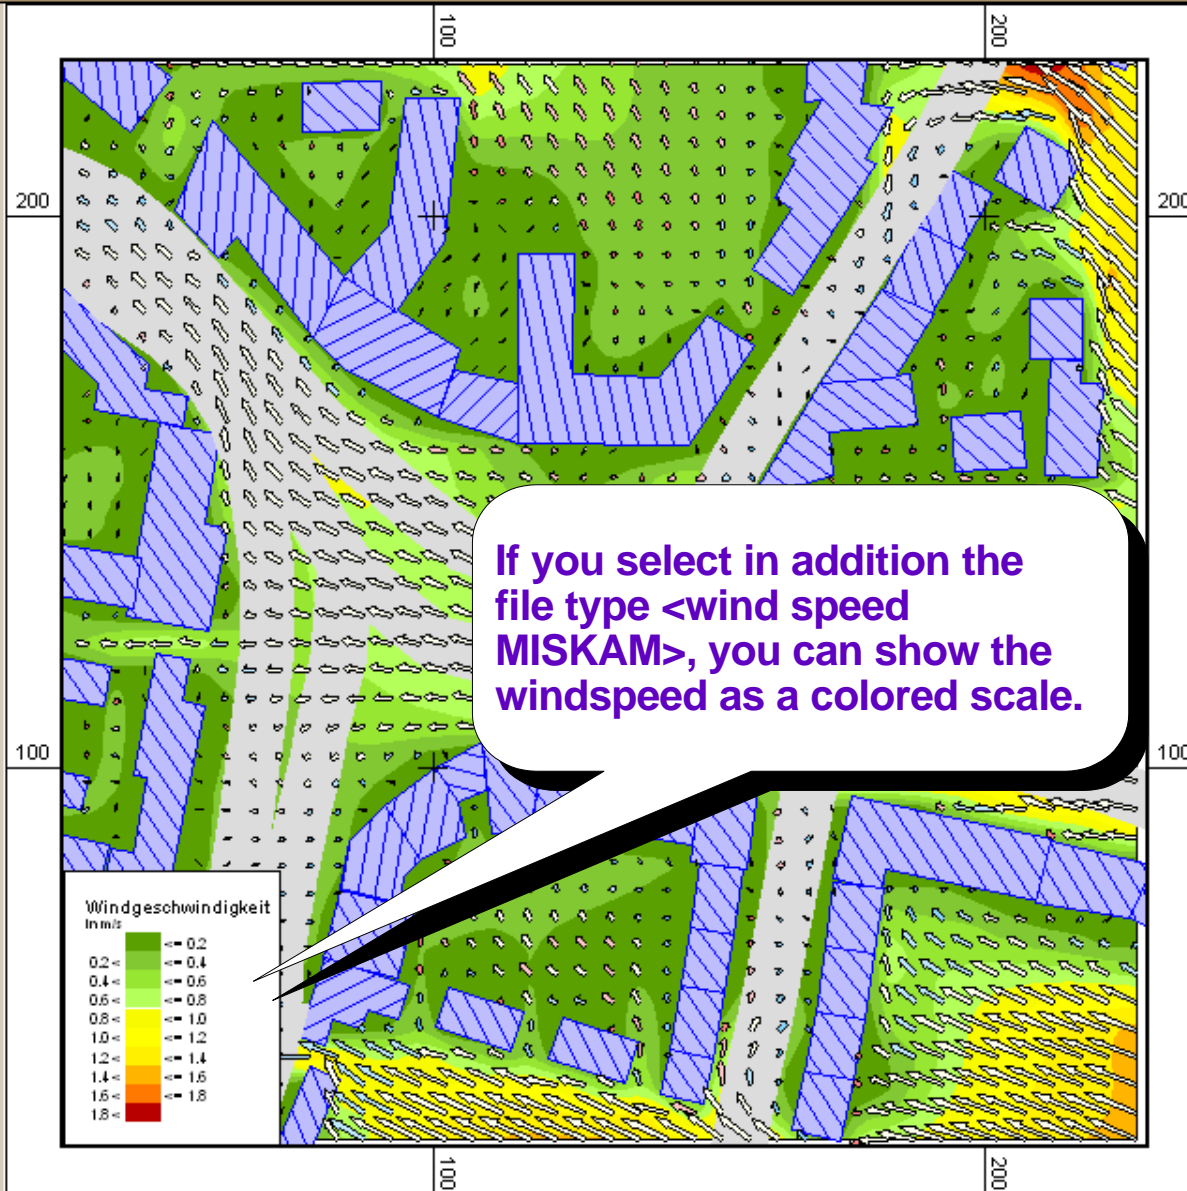 100 200
200 200
If you select in addition the
file type <wind speed
MISKAM>, you can show the
windspeed as a colored scale.
100 100
Windgeschwindigkeit
in m/s
<= 0.2
0.2 < <= 0.4
0.4 < <= 0.6
0.6 < <= 0.8
0.8 < <= 1.0
1.0 < <= 1.2
1.2 < <= 1.4
1.4 < <= 1.6
1.6 < <= 1.8
1.8 <
100 200